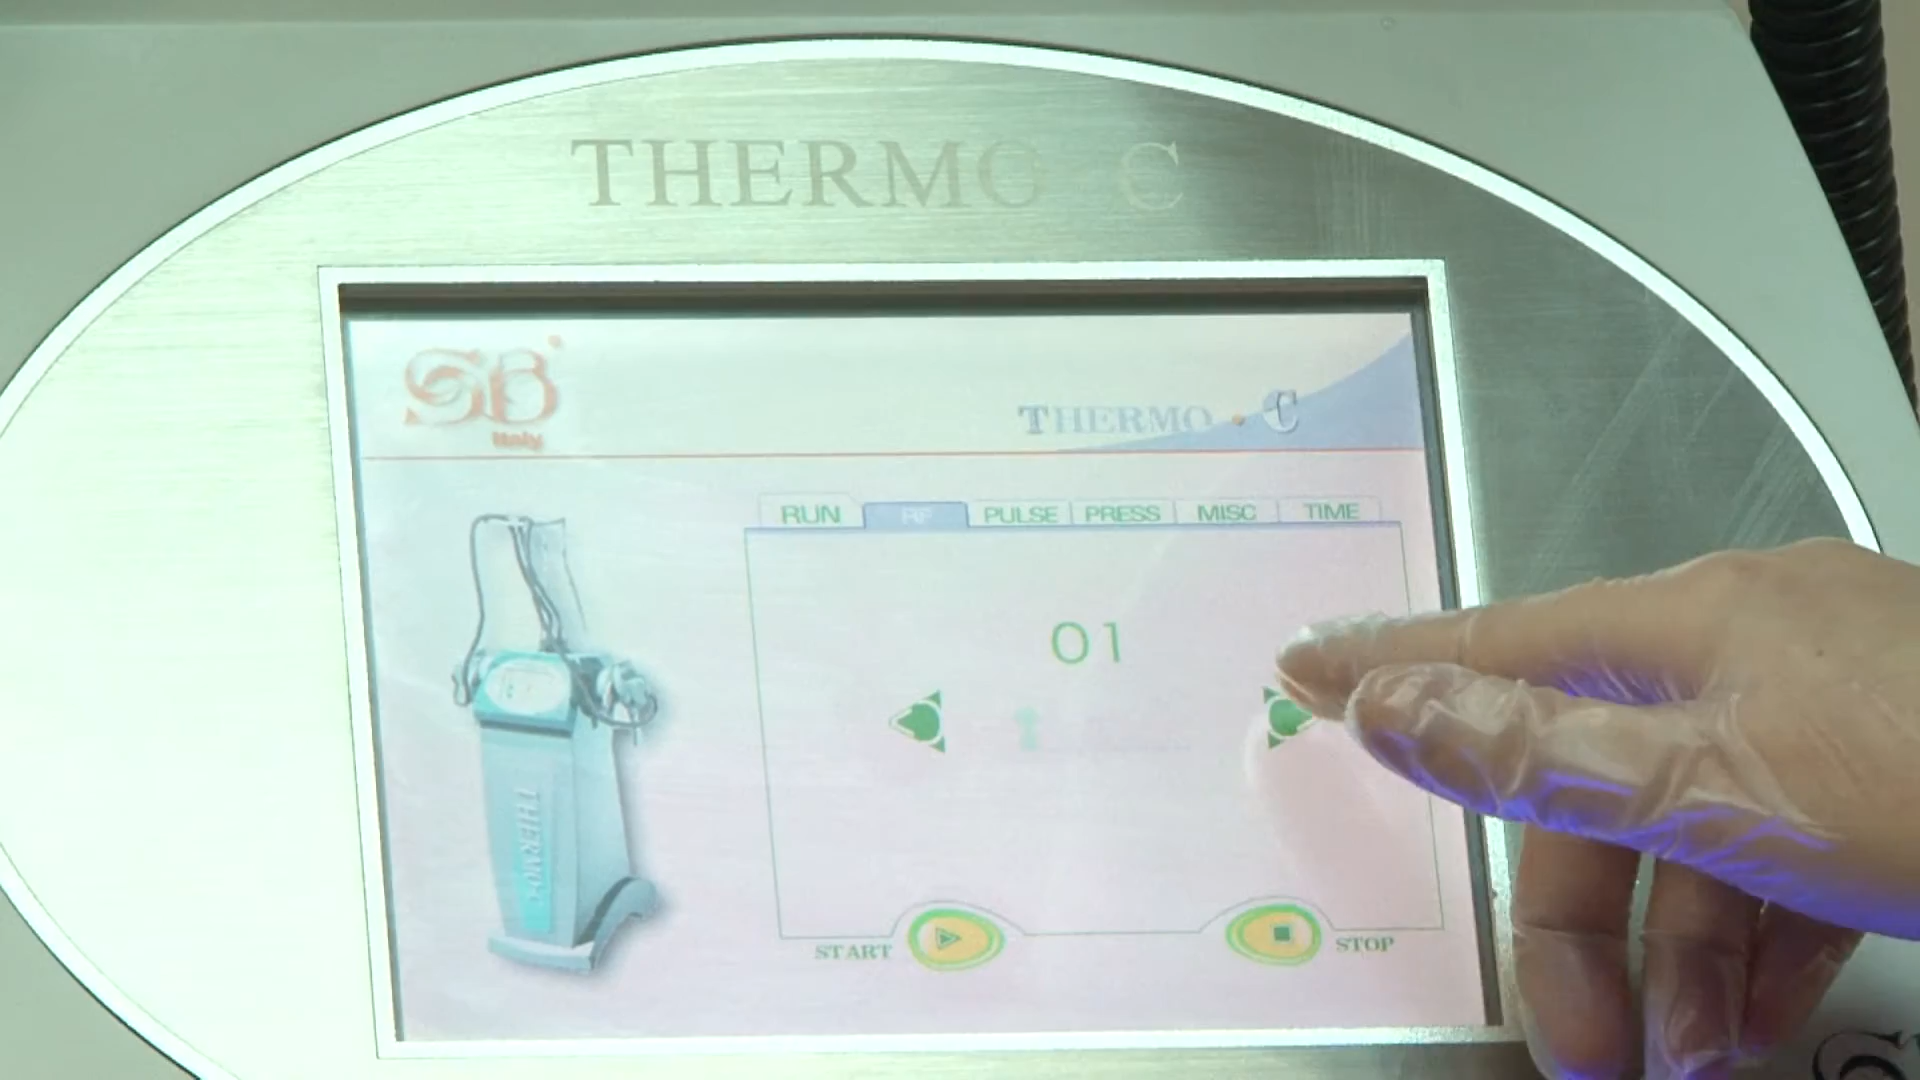 THERMO C
SB
Italy
THERMO • C
RUN RF PULSE PRESS MISC TIME
01
THERMO-C
START STOP